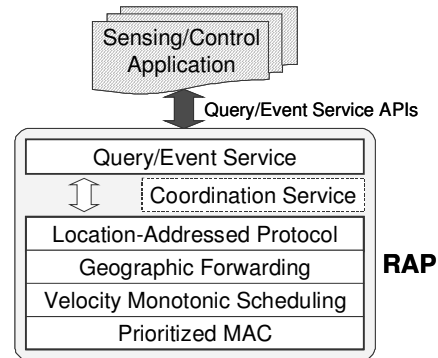 Sensing/Control
Application
Query/Event Service APIs
Query/Event Service
Coordination Service
Location-Addressed Protocol
Geographic Forwarding
RAP
Velocity Monotonic Scheduling
Prioritized MAC